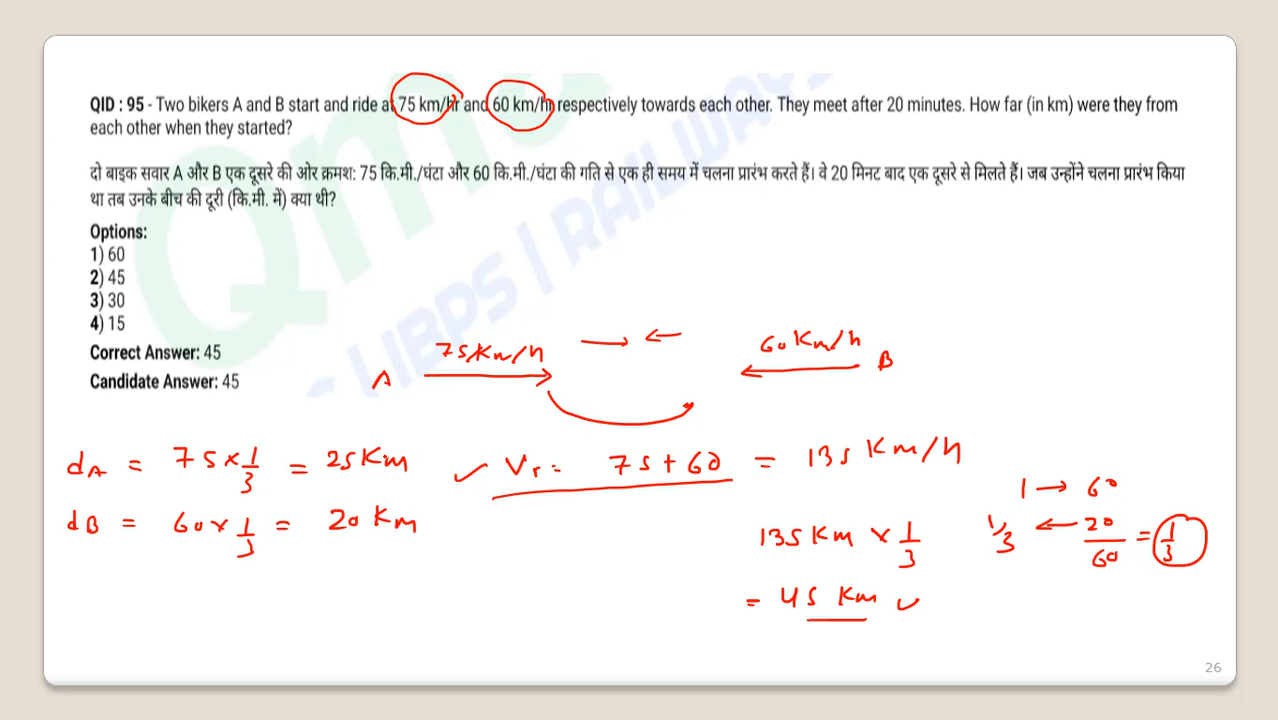 QID : 95 - Two bikers A and B start and ride at 75 km/hr and 60 km/hr respectively towards each other. They meet after 20 minutes. How far (in km) were they from
each other when they started?
दो बाइक सवार A और B एक दूसरे की ओर क्रमश: 75 कि.मी./घंटा और 60 कि.मी./घंटा की गति से एक ही समय में चलना प्रारंभ करते हैं। वे 20 मिनट बाद एक दूसरे से मिलते हैं। जब उन्होंने चलना प्रारंभ किया
था तब उनके बीच की दूरी (कि.मी. में) क्या थी?
Options:
1) 60
2) 45
3) 30
4) 15
Correct Answer: 45
Candidate Answer: 45
A 75Km/h 60Km/h B
dA = 75 x 1/3 = 25Km
Vr = 75 + 60 = 135 Km/h
dB = 60 x 1/3 = 20 Km
1 → 60
135 Km x 1/3
1/3 ← 20/60 = 1/3
= 45 Km
IBPS | RAILWAYS
26